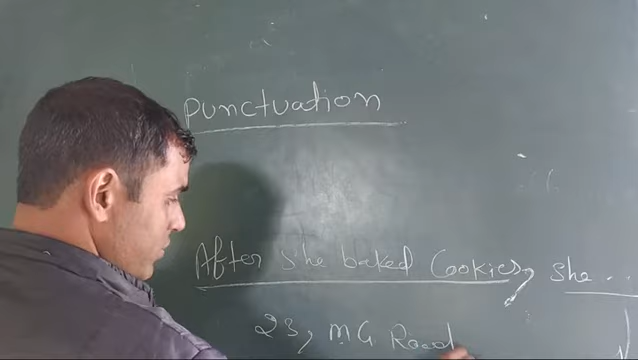 Punctuation
After she baked Cookies, she...
23, MG Road